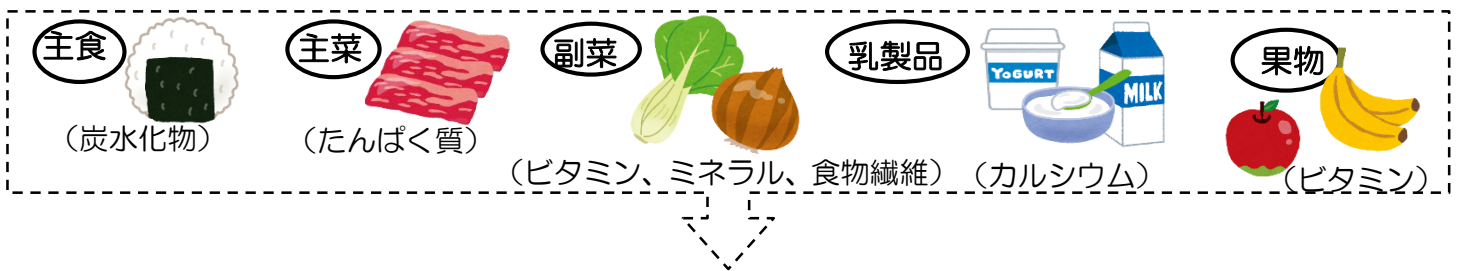 主食
主菜
副菜
乳製品
果物
YOGURT
MILK
（炭水化物）
（たんぱく質）
（ビタミン、ミネラル、食物繊維）
（カルシウム）
（ビタミン）